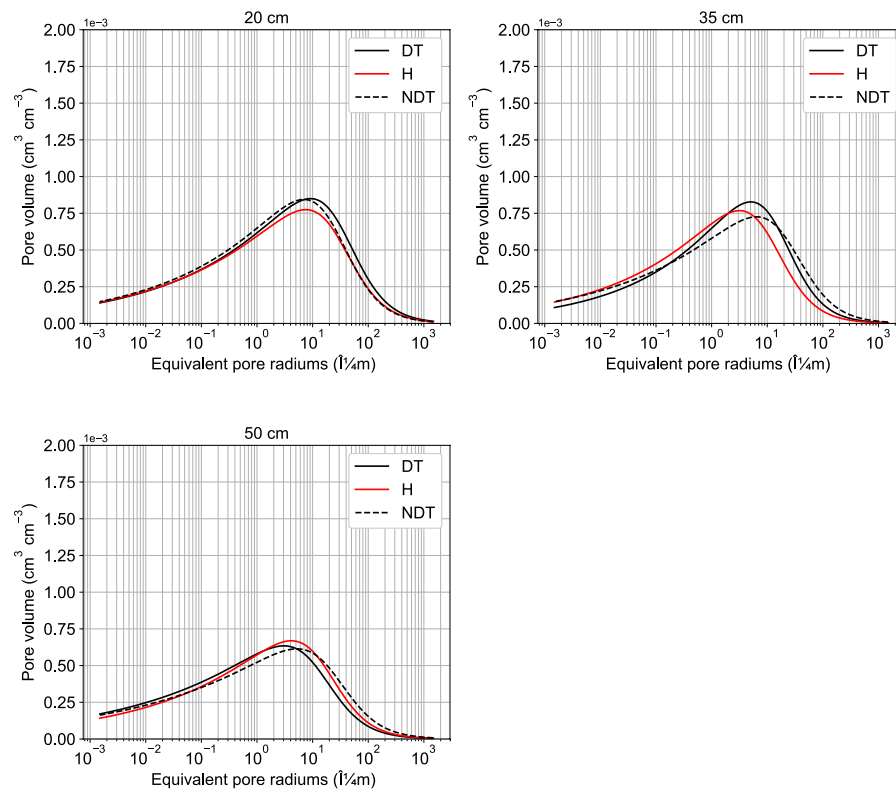 1e−3
20 cm
2.00
1.75
1.50
1.25
1.00
0.75
0.50
0.25
0.00
Pore volume (cm³ cm⁻³)
DT
H
NDT
10⁻³ 10⁻² 10⁻¹ 10⁰ 10¹ 10² 10³
Equivalent pore radiums (Î¼m)
1e−3
35 cm
2.00
1.75
1.50
1.25
1.00
0.75
0.50
0.25
0.00
Pore volume (cm³ cm⁻³)
DT
H
NDT
10⁻³ 10⁻² 10⁻¹ 10⁰ 10¹ 10² 10³
Equivalent pore radiums (Î¼m)
1e−3
50 cm
2.00
1.75
1.50
1.25
1.00
0.75
0.50
0.25
0.00
Pore volume (cm³ cm⁻³)
DT
H
NDT
10⁻³ 10⁻² 10⁻¹ 10⁰ 10¹ 10² 10³
Equivalent pore radiums (Î¼m)